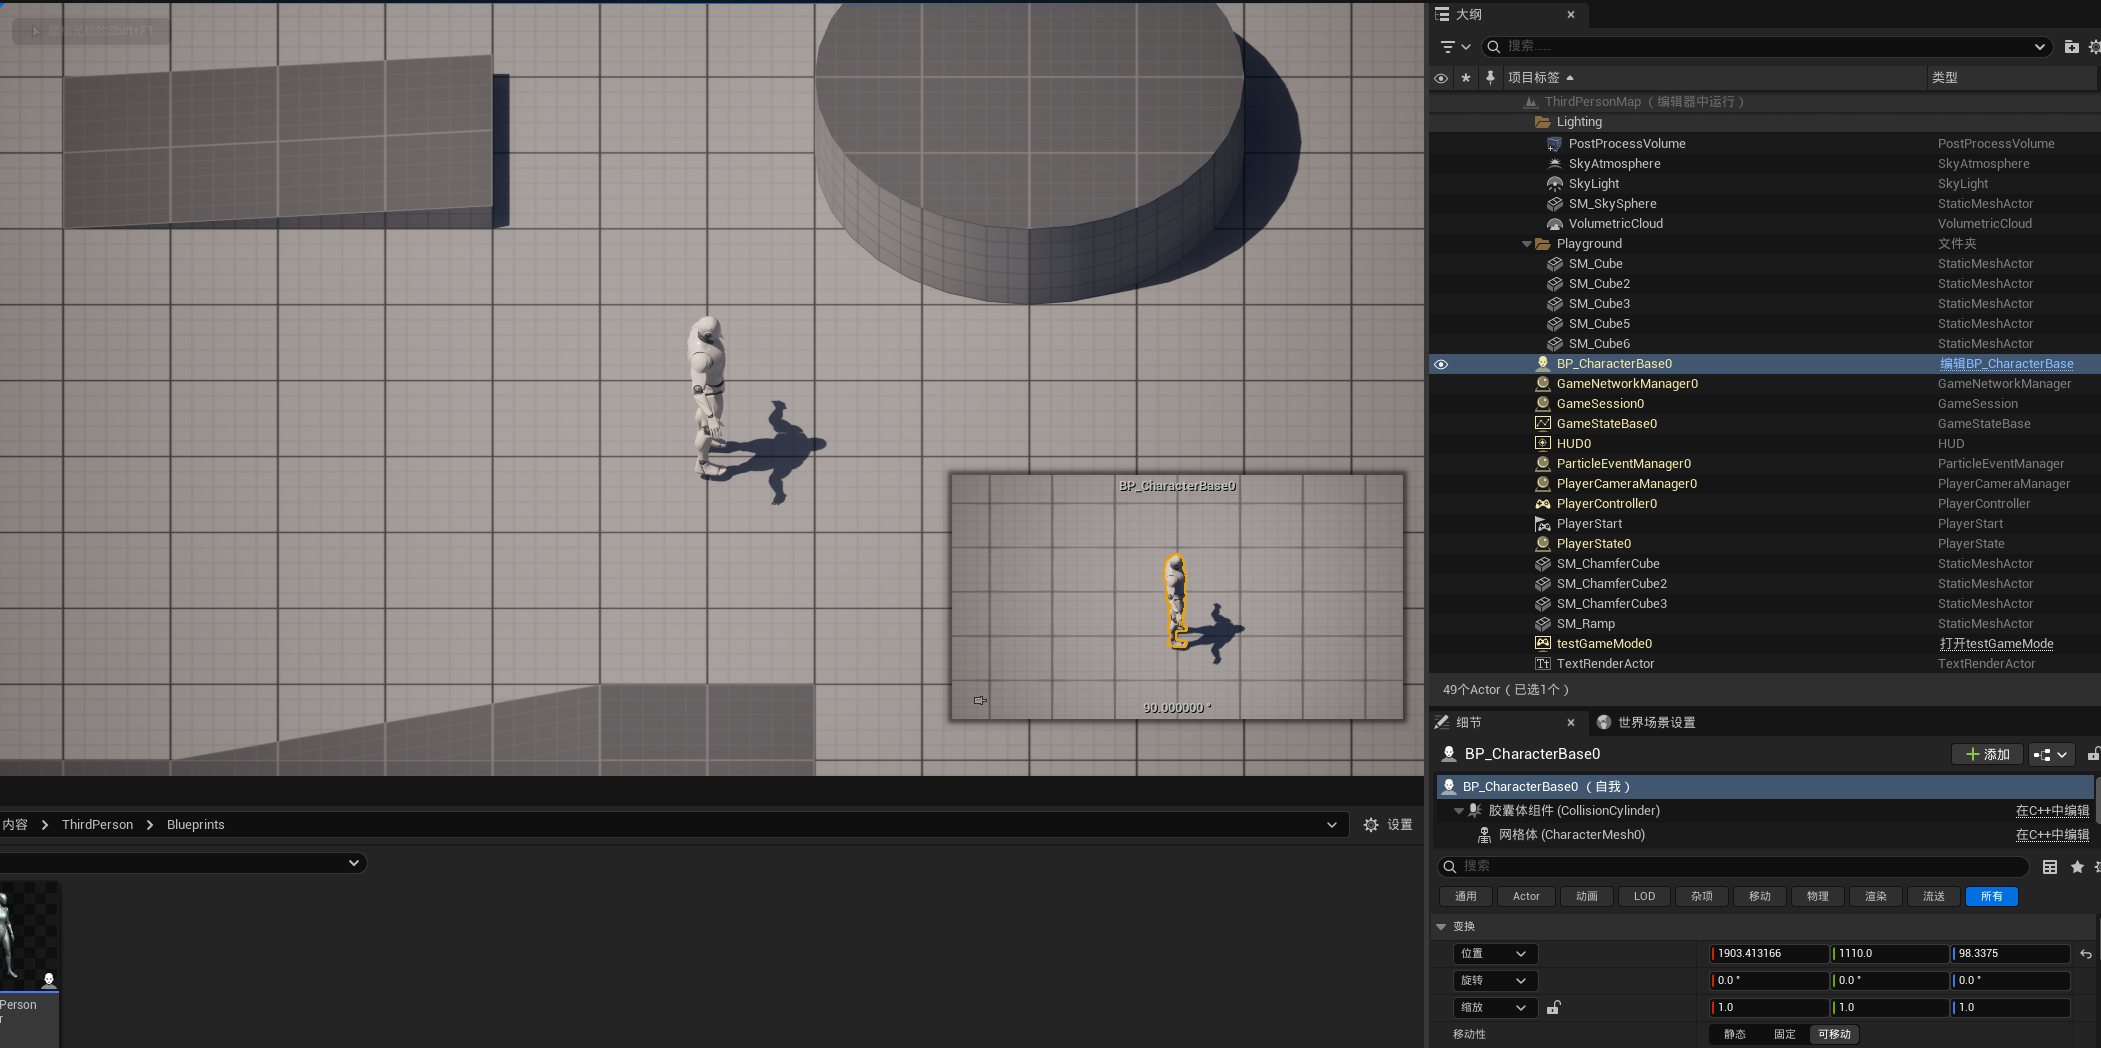 鼠标光标的Shift+F1
BP_CharacterBase0
90.000000 °
内容 ThirdPerson Blueprints
设置
Person
r
大纲
搜索......
项目标签 类型
ThirdPersonMap（编辑器中运行）
Lighting
PostProcessVolume PostProcessVolume
SkyAtmosphere SkyAtmosphere
SkyLight SkyLight
SM_SkySphere StaticMeshActor
VolumetricCloud VolumetricCloud
Playground 文件夹
SM_Cube StaticMeshActor
SM_Cube2 StaticMeshActor
SM_Cube3 StaticMeshActor
SM_Cube5 StaticMeshActor
SM_Cube6 StaticMeshActor
BP_CharacterBase0 编辑BP_CharacterBase
GameNetworkManager0 GameNetworkManager
GameSession0 GameSession
GameStateBase0 GameStateBase
HUD0 HUD
ParticleEventManager0 ParticleEventManager
PlayerCameraManager0 PlayerCameraManager
PlayerController0 PlayerController
PlayerStart PlayerStart
PlayerState0 PlayerState
SM_ChamferCube StaticMeshActor
SM_ChamferCube2 StaticMeshActor
SM_ChamferCube3 StaticMeshActor
SM_Ramp StaticMeshActor
testGameMode0 打开testGameMode
TextRenderActor TextRenderActor
49个Actor（已选1个）
细节 世界场景设置
BP_CharacterBase0 添加
BP_CharacterBase0 （自我）
胶囊体组件 (CollisionCylinder) 在C++中编辑
网格体 (CharacterMesh0) 在C++中编辑
搜索
通用 Actor 动画 LOD 杂项 移动 物理 渲染 流送 所有
变换
位置 1903.413166 1110.0 98.3375
旋转 0.0 ° 0.0 ° 0.0 °
缩放 1.0 1.0 1.0
移动性 静态 固定 可移动